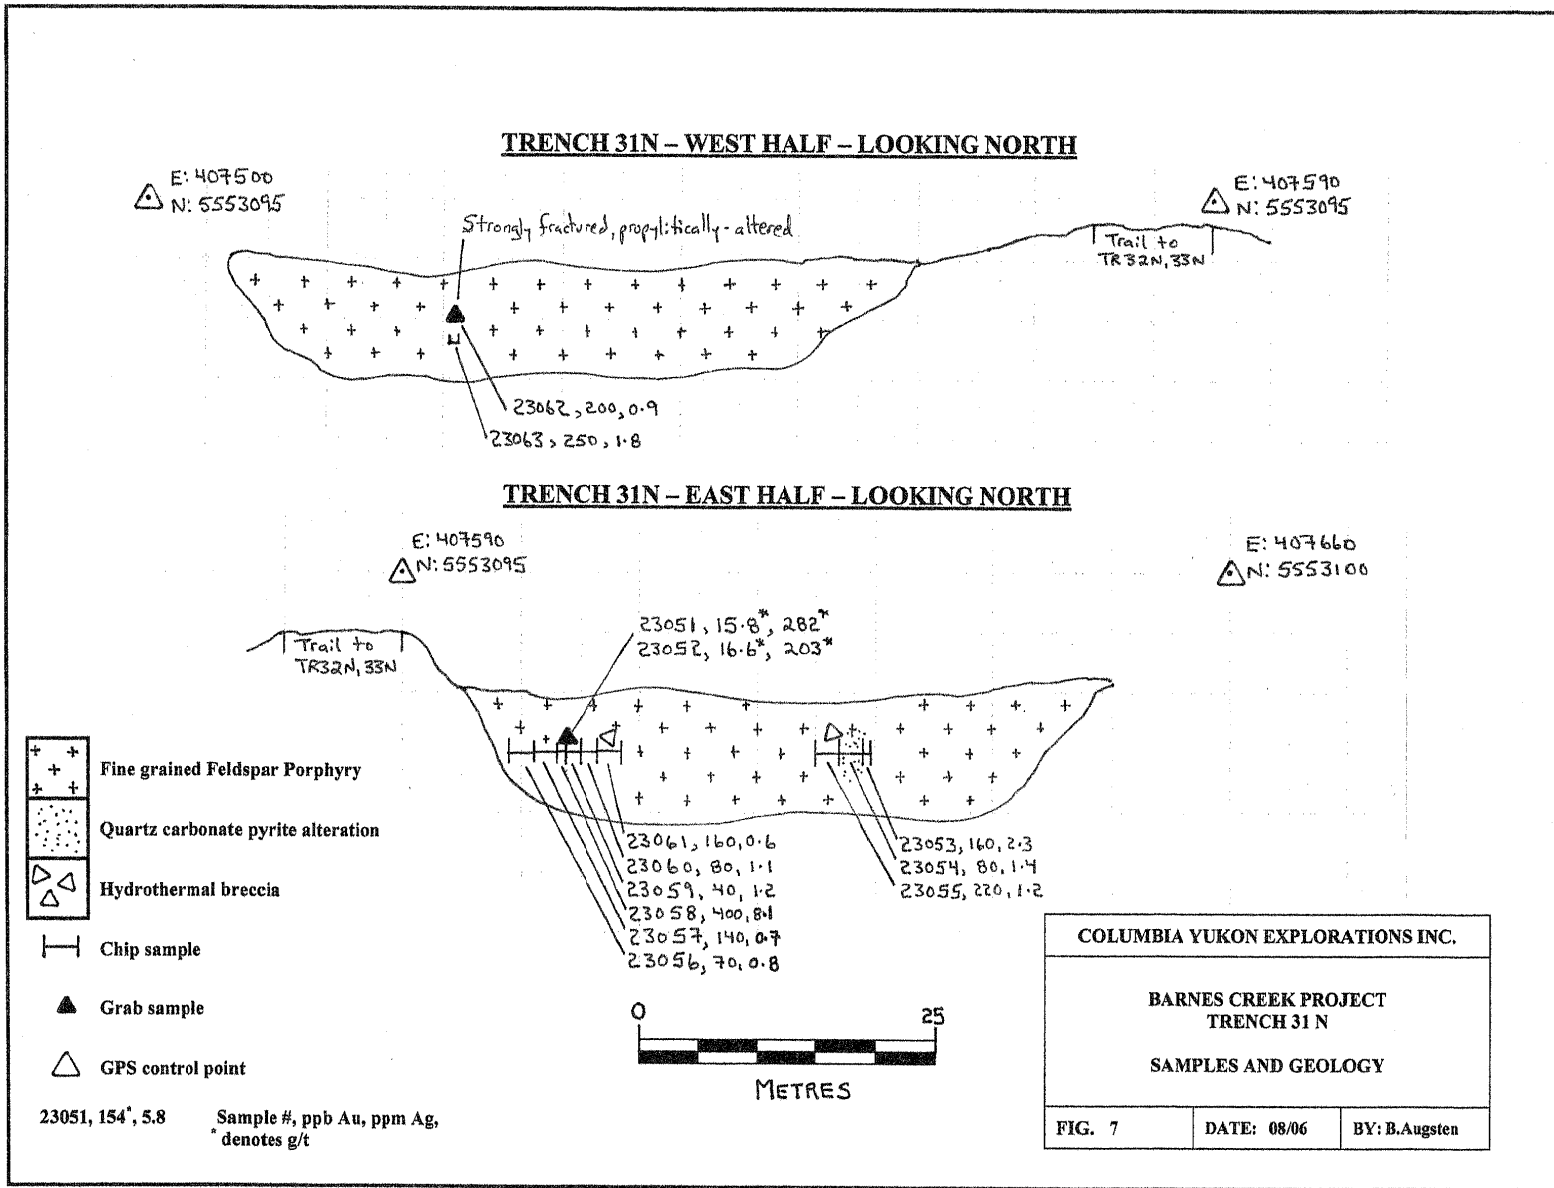 TRENCH 31N – WEST HALF – LOOKING NORTH
E: 407500
N: 5553095
E: 407590
N: 5553095
Strongly fractured, propylitically-altered
Trail to
TR32N, 33N
23062, 200, 0.9
23063, 250, 1.8
TRENCH 31N – EAST HALF – LOOKING NORTH
E: 407590
N: 5553095
E: 407660
N: 5553100
23051, 15.8*, 282*
23052, 16.6*, 203*
Trail to
TR32N, 33N
23061, 160, 0.6
23060, 80, 1.1
23059, 40, 1.2
23058, 400, 8.1
23057, 140, 0.7
23056, 70, 0.8
23053, 160, 2.3
23054, 80, 1.4
23055, 220, 1.2
Fine grained Feldspar Porphyry
Quartz carbonate pyrite alteration
Hydrothermal breccia
Chip sample
Grab sample
GPS control point
23051, 154*, 5.8 Sample #, ppb Au, ppm Ag,
* denotes g/t
0 25
METRES
COLUMBIA YUKON EXPLORATIONS INC.
BARNES CREEK PROJECT
TRENCH 31 N
SAMPLES AND GEOLOGY
FIG. 7 DATE: 08/06 BY: B.Augsten